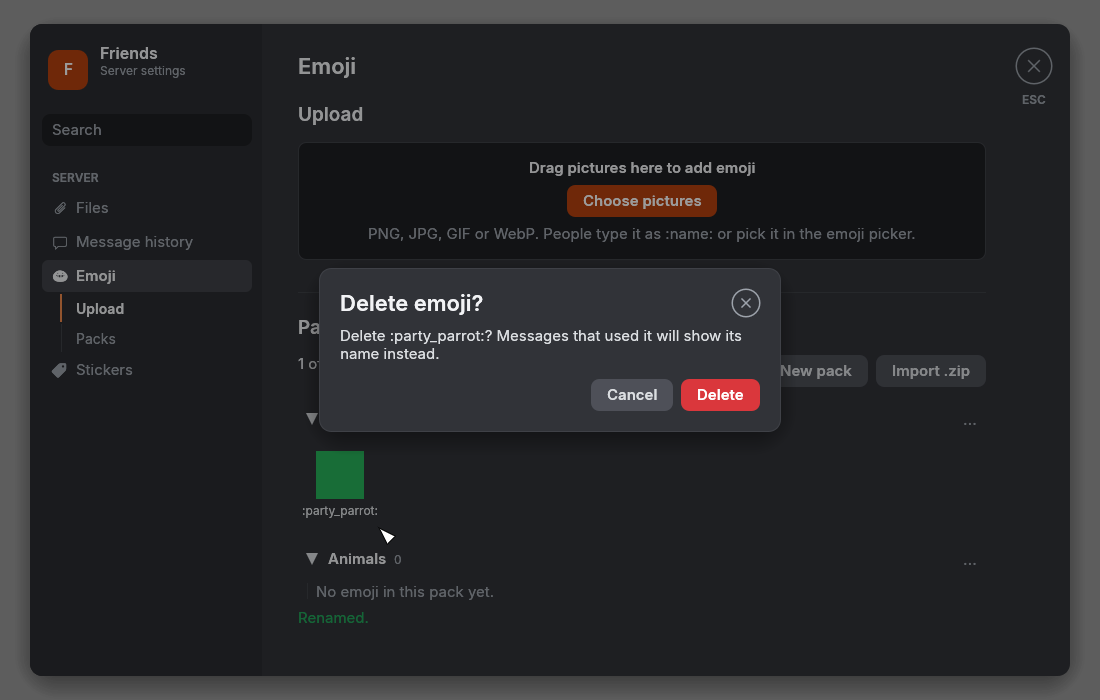 F
Friends
Server settings
Search
SERVER
Files
Message history
Emoji
Upload
Packs
Stickers
Emoji
ESC
Upload
Drag pictures here to add emoji
Choose pictures
PNG, JPG, GIF or WebP. People type it as :name: or pick it in the emoji picker.
Delete emoji?
Delete :party_parrot:? Messages that used it will show its
name instead.
Cancel
Delete
Pa
1 of
New pack
Import .zip
...
:party_parrot:
Animals 0
...
No emoji in this pack yet.
Renamed.